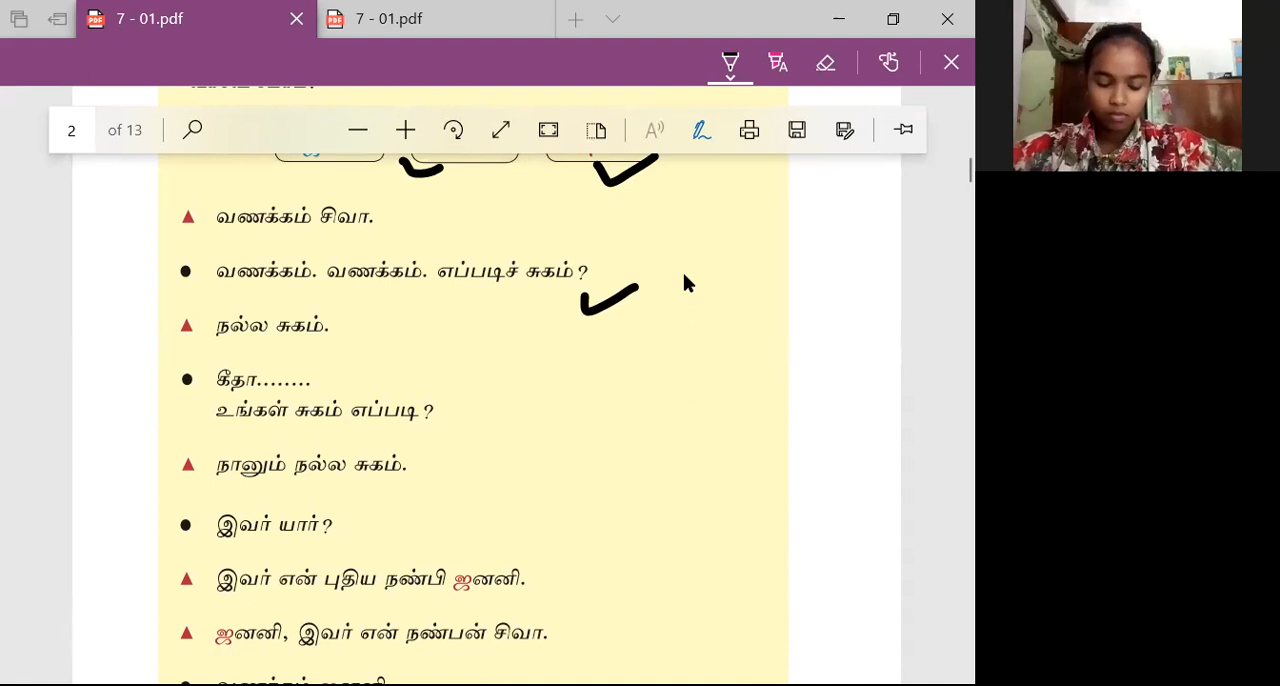 7 - 01.pdf
7 - 01.pdf
2 of 13
வணக்கம் சிவா.
வணக்கம். வணக்கம். எப்படிச் சுகம்?
நல்ல சுகம்.
கீதா........
உங்கள் சுகம் எப்படி?
நானும் நல்ல சுகம்.
இவர் யார்?
இவர் என் புதிய நண்பி ஜனனி.
ஜனனி, இவர் என் நண்பன் சிவா.